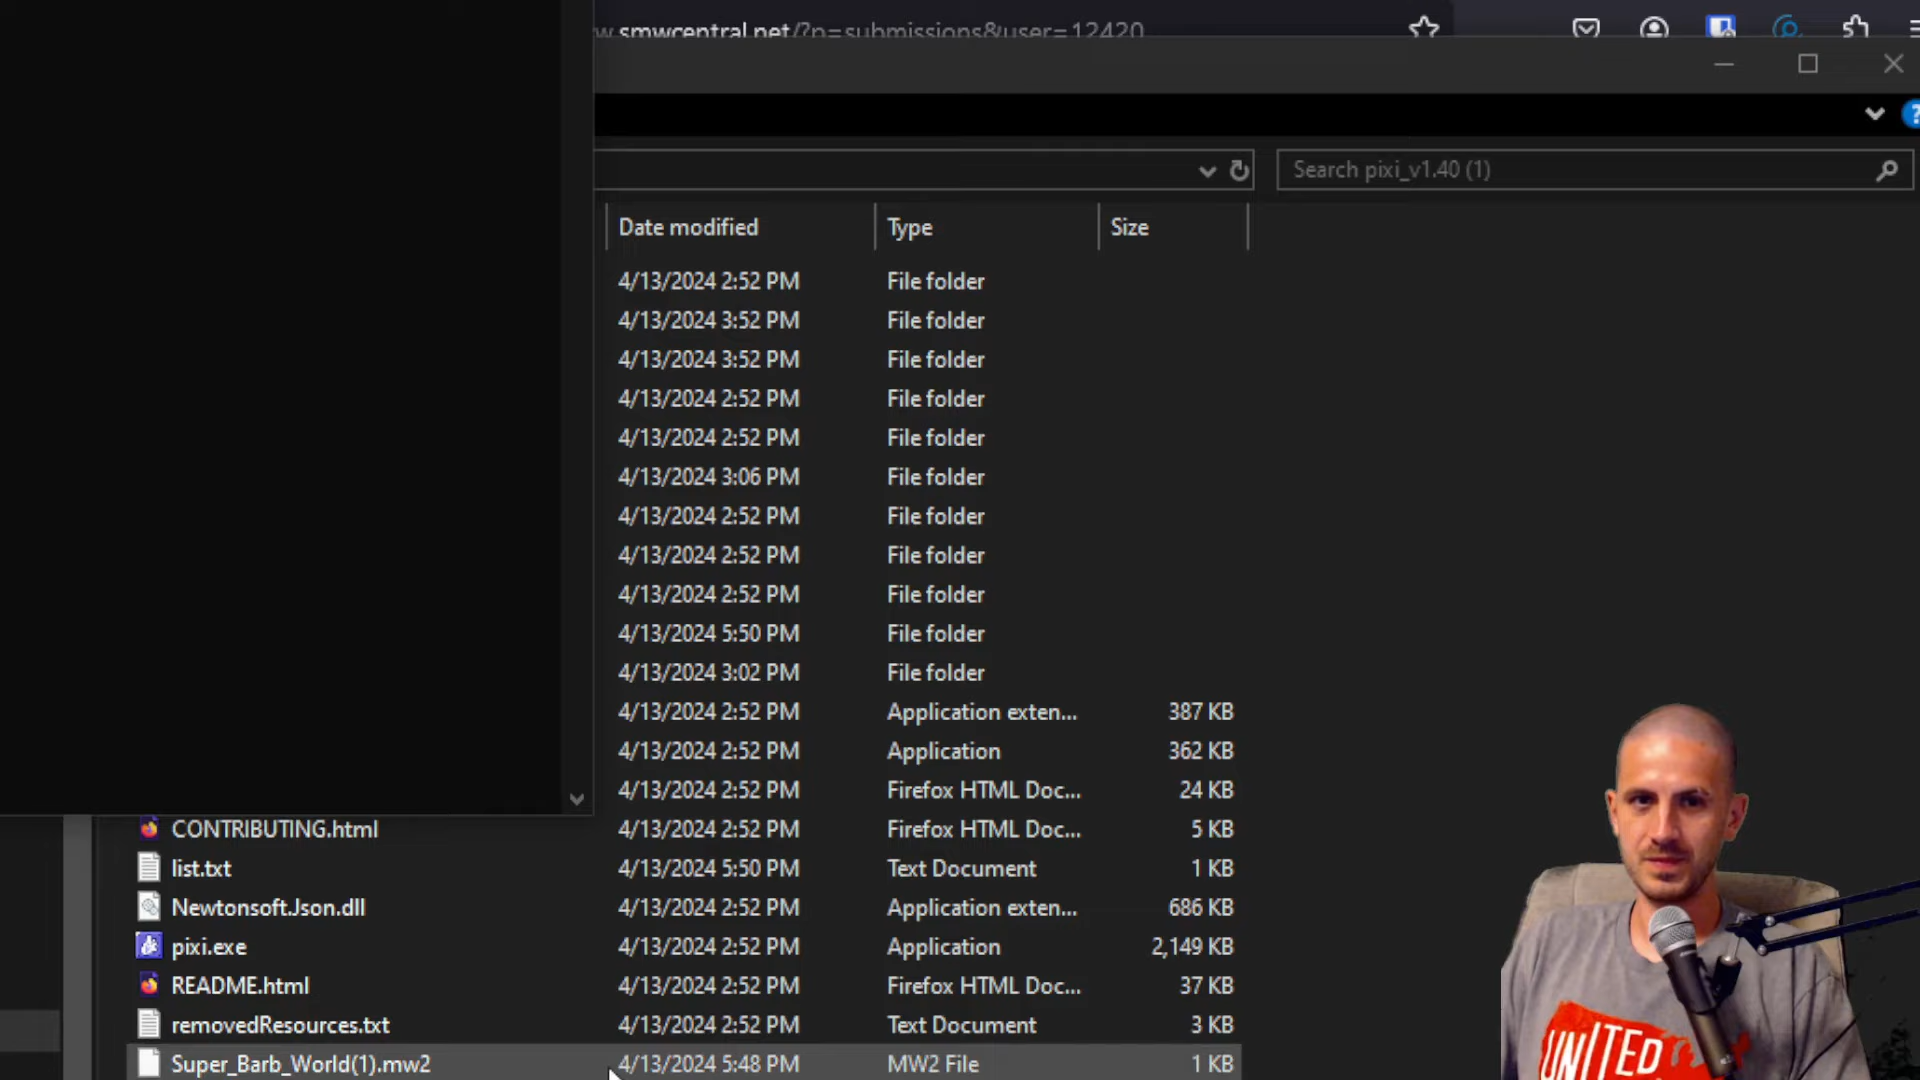 w.smwcentral.net/?p=submissions&user=12420
Search pixi_v1.40 (1)
Date modified Type Size
4/13/2024 2:52 PM File folder
4/13/2024 3:52 PM File folder
4/13/2024 3:52 PM File folder
4/13/2024 2:52 PM File folder
4/13/2024 2:52 PM File folder
4/13/2024 3:06 PM File folder
4/13/2024 2:52 PM File folder
4/13/2024 2:52 PM File folder
4/13/2024 2:52 PM File folder
4/13/2024 5:50 PM File folder
4/13/2024 3:02 PM File folder
4/13/2024 2:52 PM Application exten... 387 KB
4/13/2024 2:52 PM Application 362 KB
4/13/2024 2:52 PM Firefox HTML Doc... 24 KB
CONTRIBUTING.html 4/13/2024 2:52 PM Firefox HTML Doc... 5 KB
list.txt 4/13/2024 5:50 PM Text Document 1 KB
Newtonsoft.Json.dll 4/13/2024 2:52 PM Application exten... 686 KB
pixi.exe 4/13/2024 2:52 PM Application 2,149 KB
README.html 4/13/2024 2:52 PM Firefox HTML Doc... 37 KB
removedResources.txt 4/13/2024 2:52 PM Text Document 3 KB
Super_Barb_World(1).mw2 4/13/2024 5:48 PM MW2 File 1 KB
UNITED